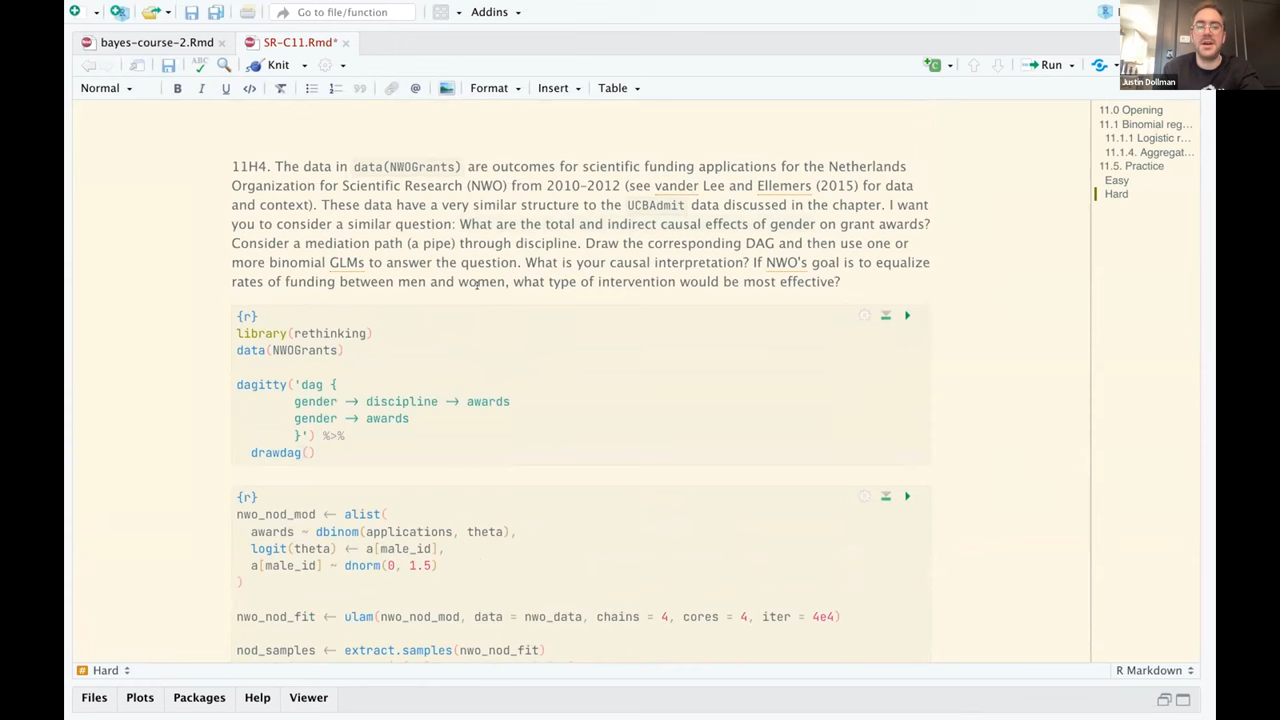 Go to file/function
Addins
bayes-course-2.Rmd
SR-C11.Rmd*
Knit
Run
Justin Dollman
Normal
B I U </>
Format
Insert
Table
11.0 Opening
11.1 Binomial reg...
11.1.1 Logistic r...
11.1.4. Aggregat...
11.5. Practice
Easy
Hard
11H4. The data in data(NWOGrants) are outcomes for scientific funding applications for the Netherlands
Organization for Scientific Research (NWO) from 2010–2012 (see vander Lee and Ellemers (2015) for data
and context). These data have a very similar structure to the UCBAdmit data discussed in the chapter. I want
you to consider a similar question: What are the total and indirect causal effects of gender on grant awards?
Consider a mediation path (a pipe) through discipline. Draw the corresponding DAG and then use one or
more binomial GLMs to answer the question. What is your causal interpretation? If NWO's goal is to equalize
rates of funding between men and women, what type of intervention would be most effective?
{r}
library(rethinking)
data(NWOGrants)
dagitty('dag {
gender -> discipline -> awards
gender -> awards
}') %>%
drawdag()
{r}
nwo_nod_mod <- alist(
awards ~ dbinom(applications, theta),
logit(theta) <- a[male_id],
a[male_id] ~ dnorm(0, 1.5)
)
nwo_nod_fit <- ulam(nwo_nod_mod, data = nwo_data, chains = 4, cores = 4, iter = 4e4)
nod_samples <- extract.samples(nwo_nod_fit)
Hard
R Markdown
Files
Plots
Packages
Help
Viewer